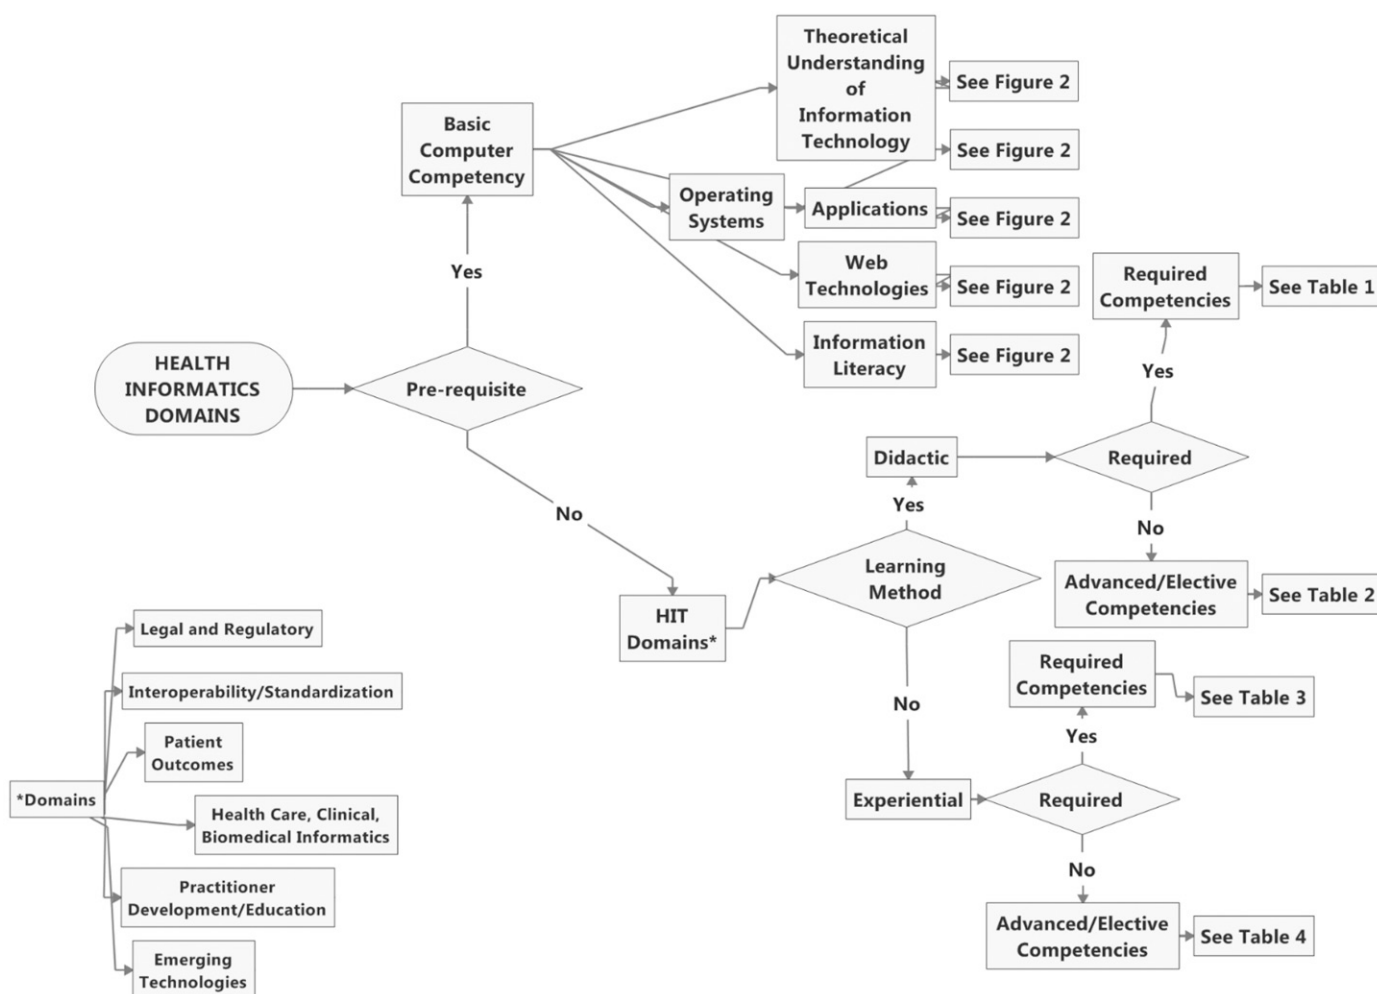 Theoretical
Understanding
of
Information
Technology
See Figure 2
Basic
Computer
Competency
See Figure 2
Operating
Systems
Applications
See Figure 2
Web
Technologies
See Figure 2
Information
Literacy
See Figure 2
Yes
HEALTH
INFORMATICS
DOMAINS
Pre-requisite
No
HIT
Domains*
Learning
Method
Yes
Didactic
Required
Yes
Required
Competencies
See Table 1
No
Advanced/Elective
Competencies
See Table 2
No
Experiential
Required
Yes
Required
Competencies
See Table 3
No
Advanced/Elective
Competencies
See Table 4
*Domains
Legal and Regulatory
Interoperability/Standardization
Patient
Outcomes
Health Care, Clinical,
Biomedical Informatics
Practitioner
Development/Education
Emerging
Technologies